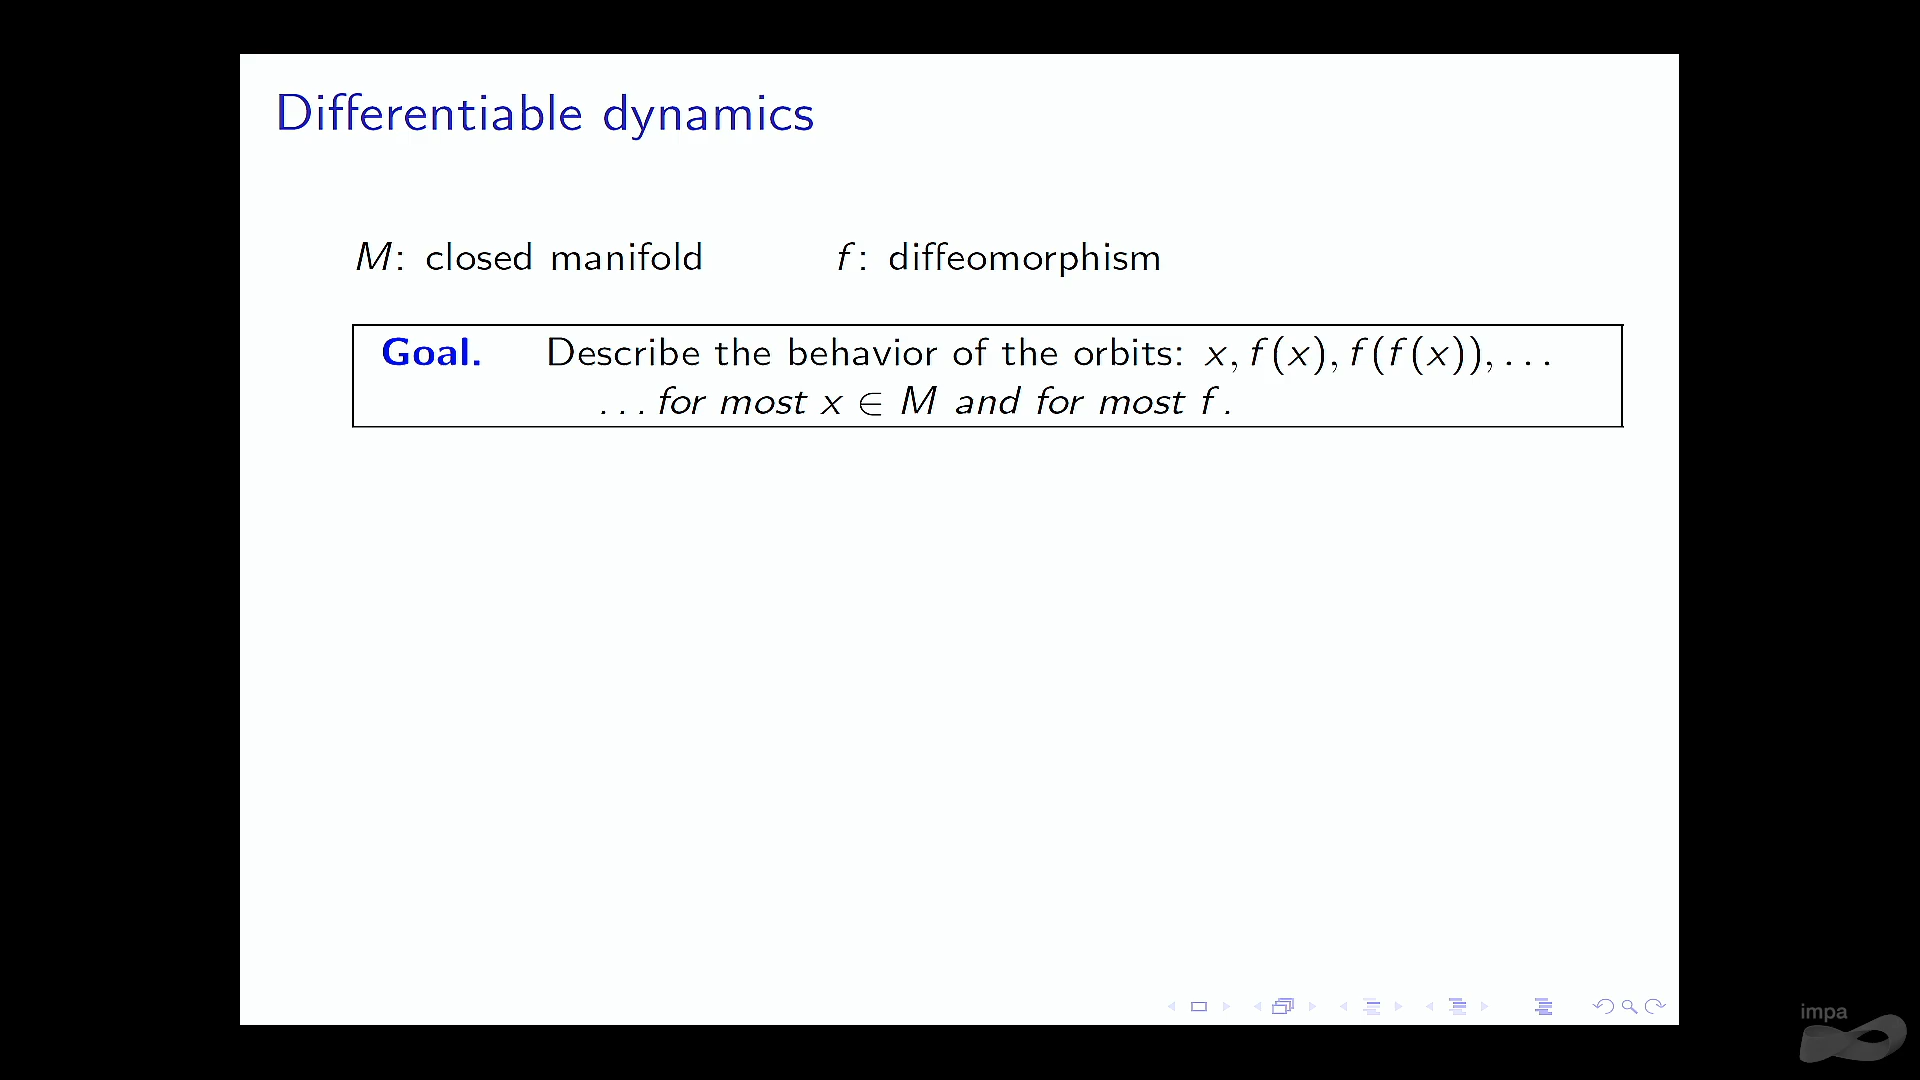 Differentiable dynamics
M: closed manifold f: diffeomorphism
Goal. Describe the behavior of the orbits: x, f(x), f(f(x)), ...
... for most x ∈ M and for most f.
impa